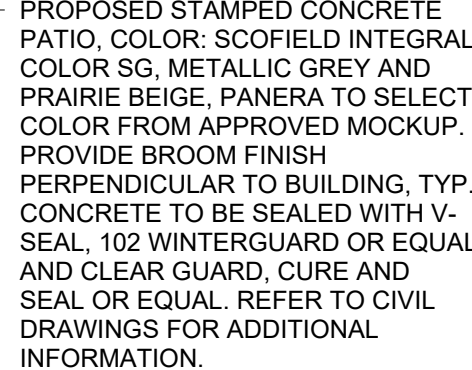 PROPOSED STAMPED CONCRETE
PATIO, COLOR: SCOFIELD INTEGRAL
COLOR SG, METALLIC GREY AND
PRAIRIE BEIGE, PANERA TO SELECT
COLOR FROM APPROVED MOCKUP.
PROVIDE BROOM FINISH
PERPENDICULAR TO BUILDING, TYP.
CONCRETE TO BE SEALED WITH V-
SEAL, 102 WINTERGUARD OR EQUAL
AND CLEAR GUARD, CURE AND
SEAL OR EQUAL. REFER TO CIVIL
DRAWINGS FOR ADDITIONAL
INFORMATION.